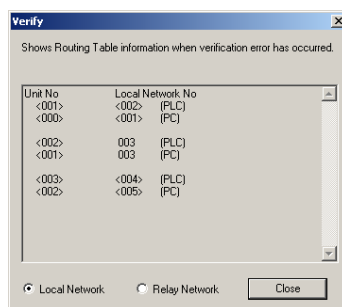 Verify
Shows Routing Table information when verification error has occurred.
Unit No Local Network No
<001> <002> (PLC)
<000> <001> (PC)
<002> 003 (PLC)
<001> 003 (PC)
<003> <004> (PLC)
<002> <005> (PC)
Local Network Relay Network Close